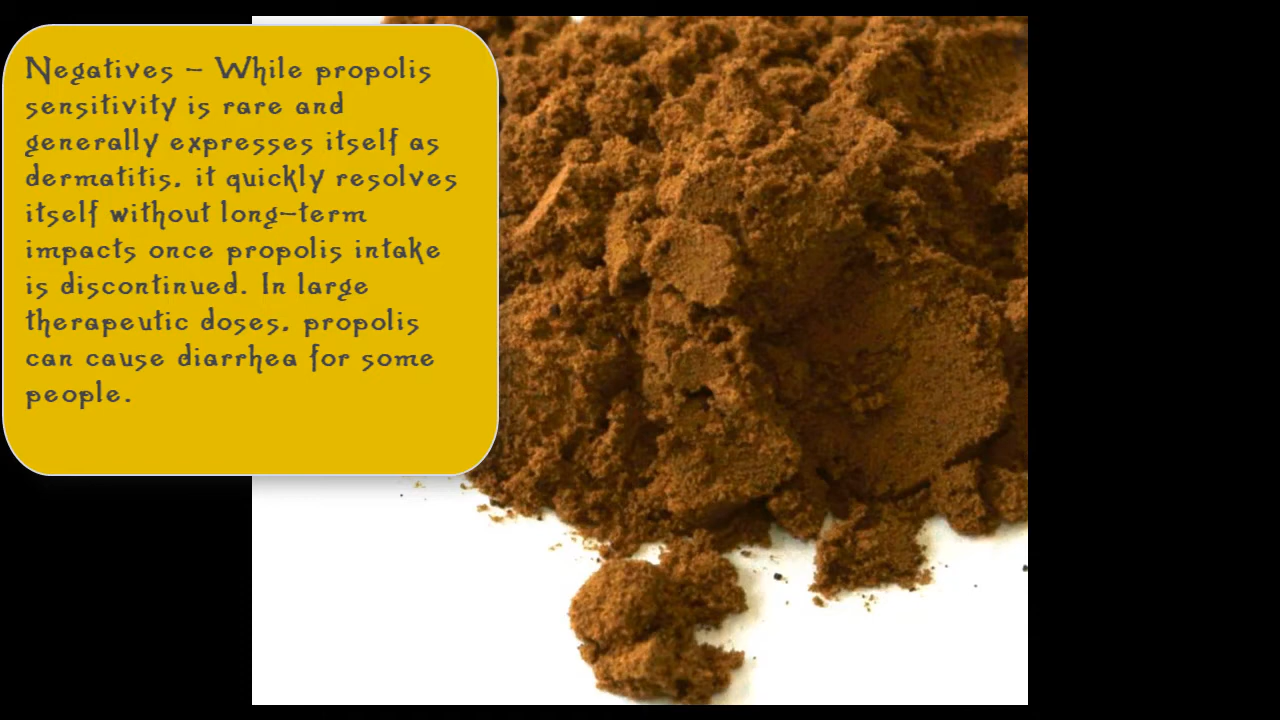 Negatives – While propolis
sensitivity is rare and
generally expresses itself as
dermatitis, it quickly resolves
itself without long-term
impacts once propolis intake
is discontinued. In large
therapeutic doses, propolis
can cause diarrhea for some
people.